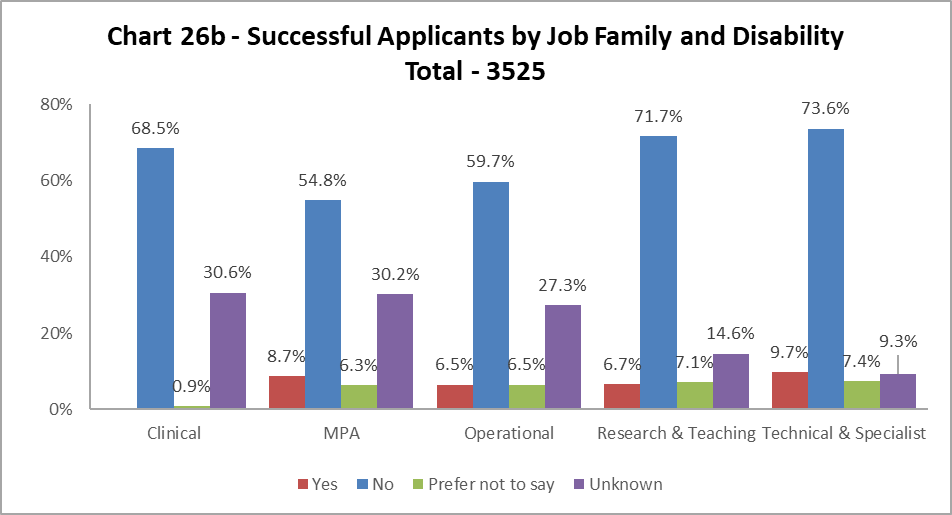 Chart 26b - Successful Applicants by Job Family and Disability
Total - 3525
80%
60%
40%
20%
0%
68.5%
0.9%
30.6%
8.7%
54.8%
6.3%
30.2%
6.5%
59.7%
6.5%
27.3%
6.7%
71.7%
7.1%
14.6%
9.7%
73.6%
7.4%
9.3%
Clinical
MPA
Operational
Research & Teaching
Technical & Specialist
Yes
No
Prefer not to say
Unknown